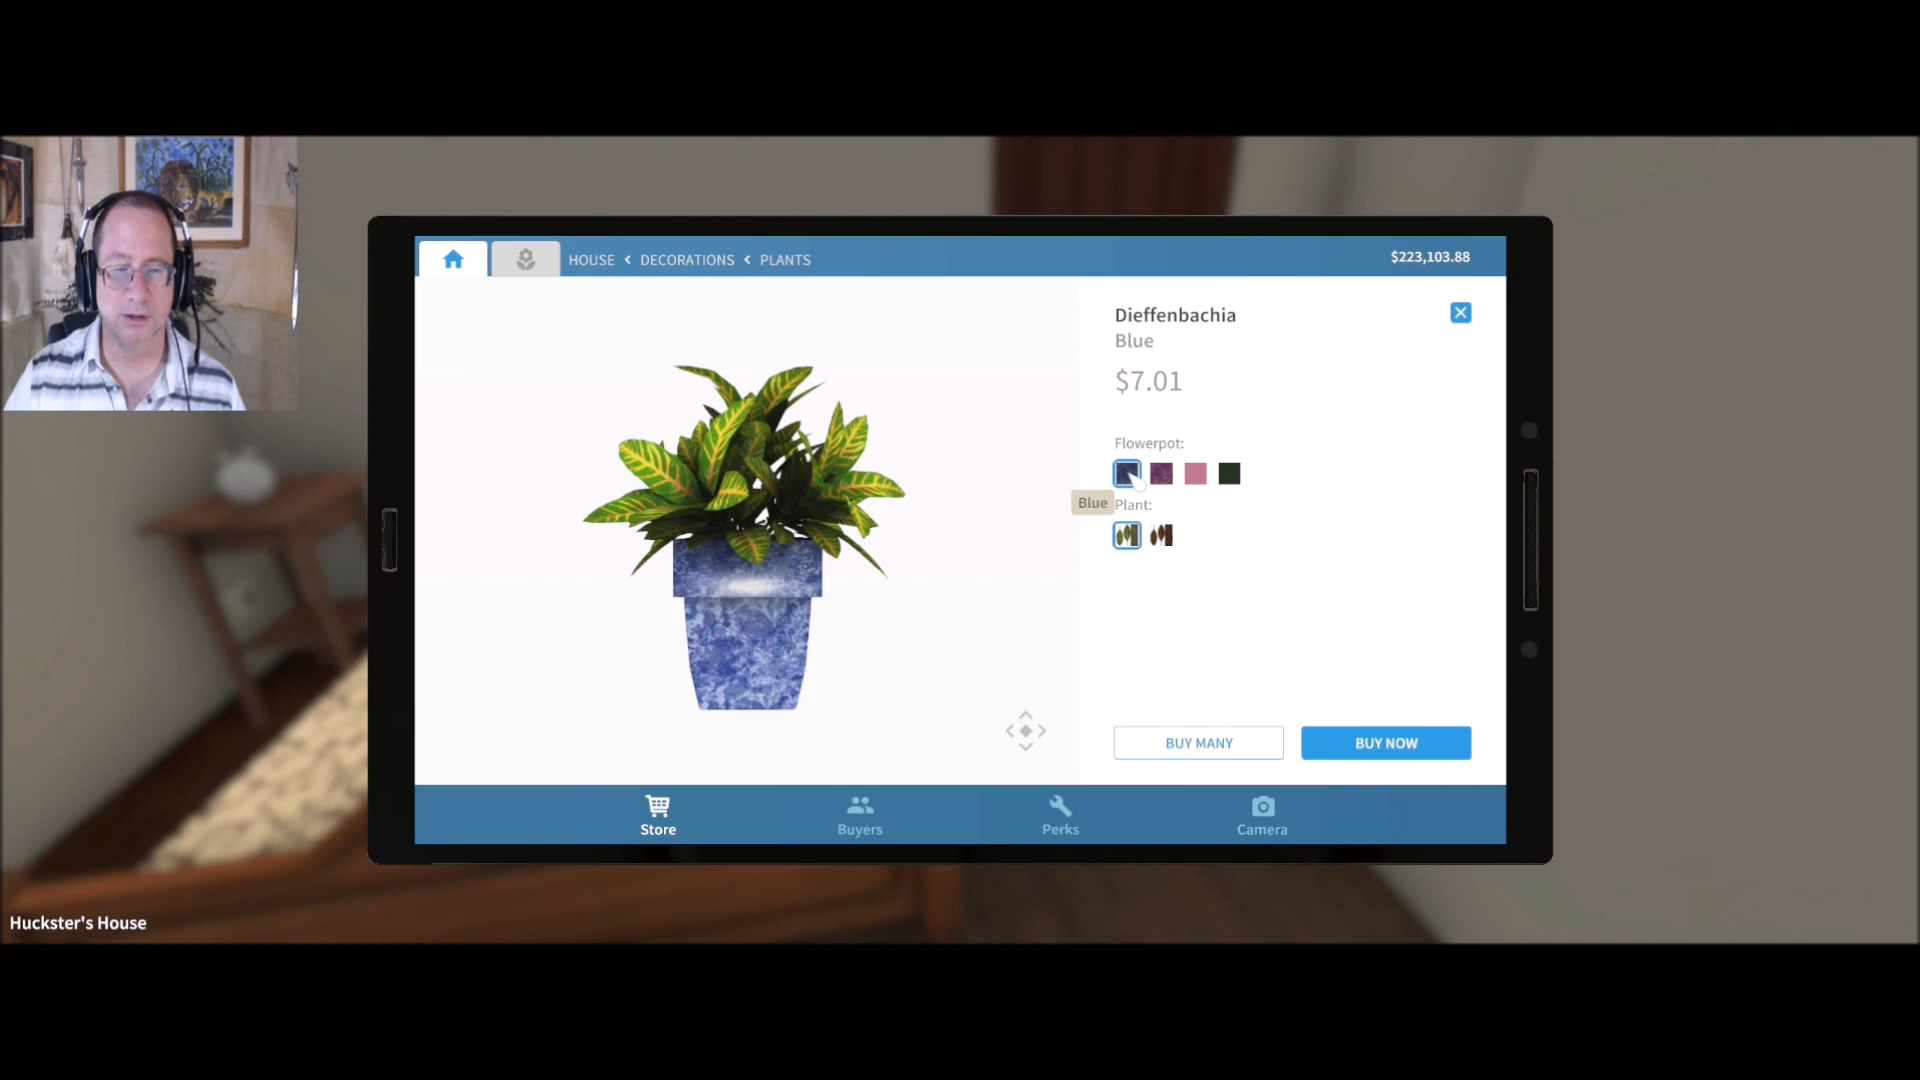 HOUSE < DECORATIONS < PLANTS
$223,103.88
Dieffenbachia
Blue
$7.01
Flowerpot:
Blue
Plant:
BUY MANY
BUY NOW
Store
Buyers
Perks
Camera
Huckster's House